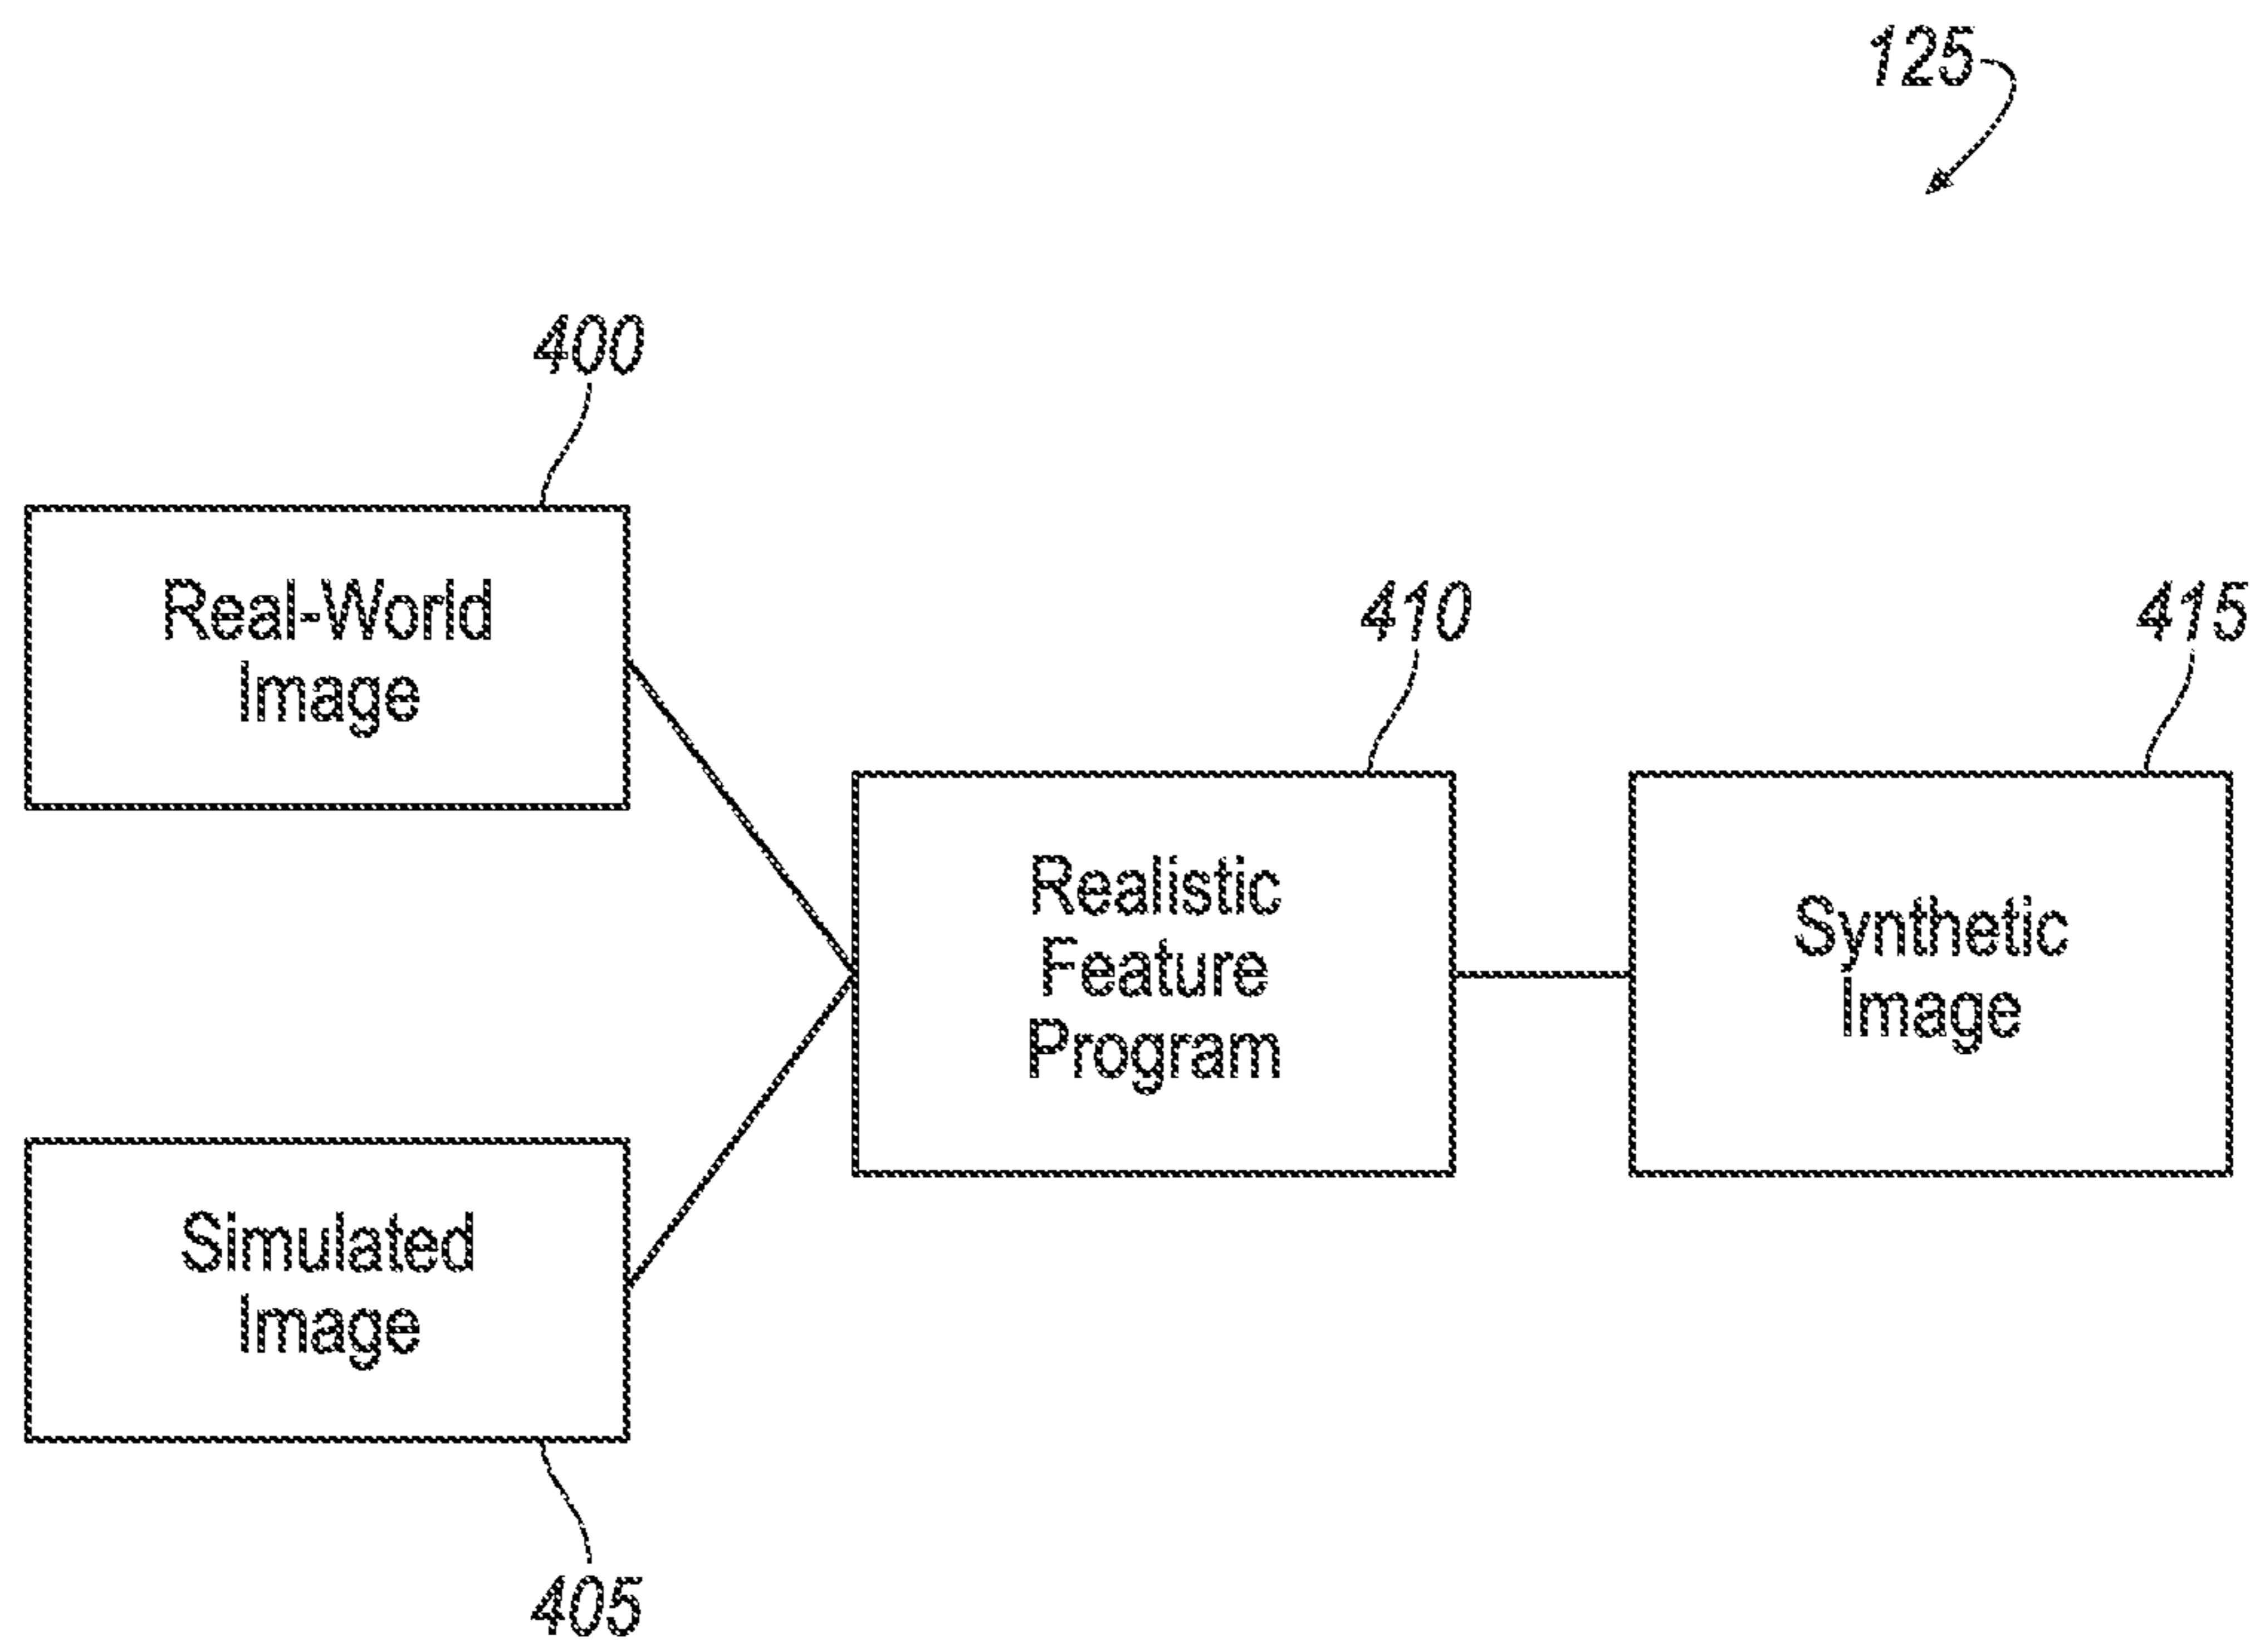 125
400
Real-World
Image
410
415
Realistic
Feature
Program
Synthetic
Image
Simulated
Image
405